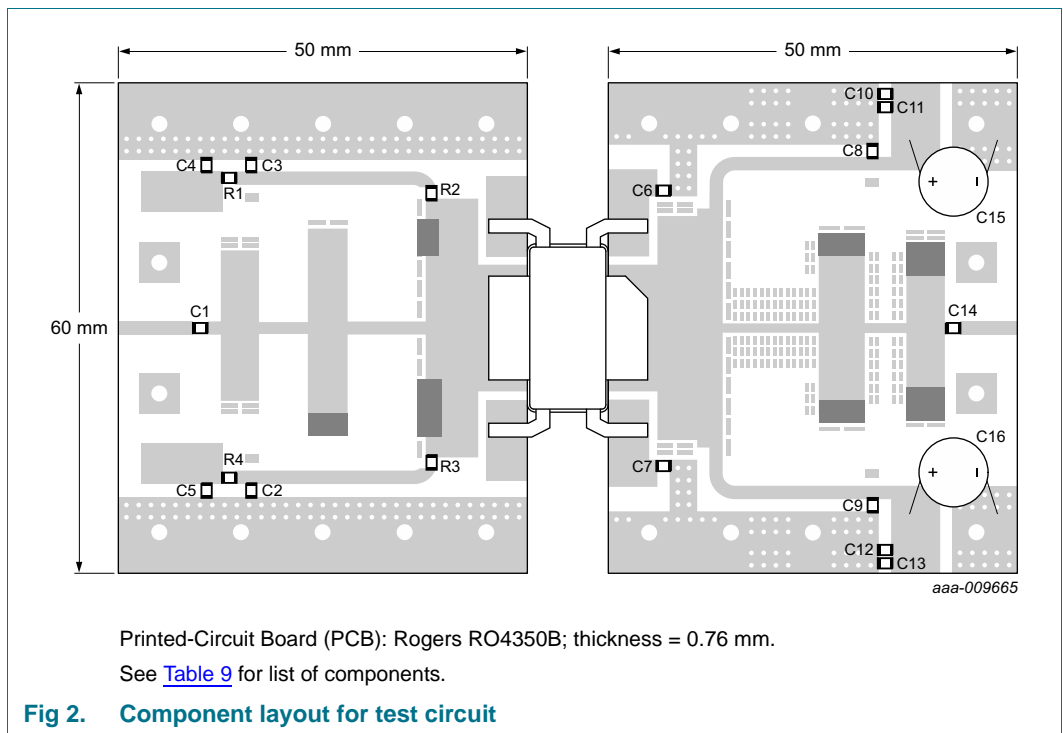 50 mm
50 mm
60 mm
C10
C11
C8
C4
C3
R1
R2
C6
+
-
C15
C1
C14
R4
R3
C5
C2
C7
C16
+
-
C9
C12
C13
aaa-009665
Printed-Circuit Board (PCB): Rogers RO4350B; thickness = 0.76 mm.
See Table 9 for list of components.
Fig 2. Component layout for test circuit